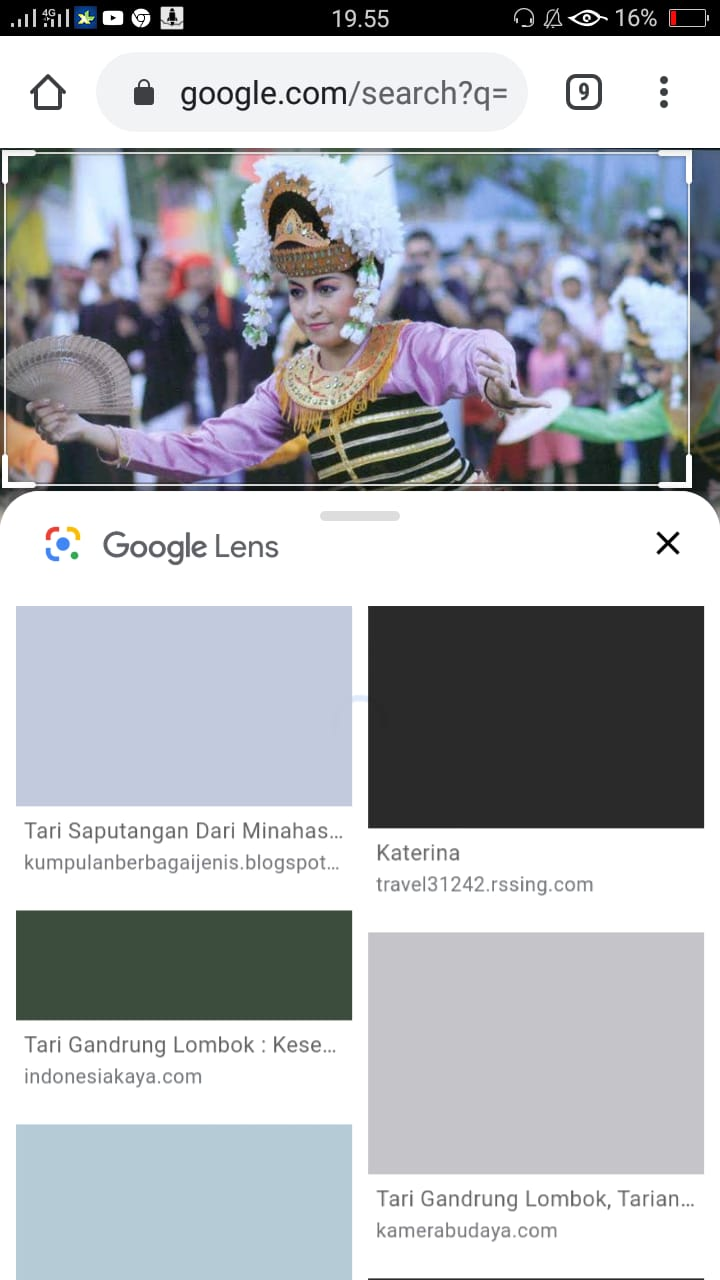 4G
19.55
16%
google.com/search?q=
9
Google Lens
Tari Saputangan Dari Minahas...
kumpulanberbagaijenis.blogspot...
Katerina
travel31242.rssing.com
Tari Gandrung Lombok : Kese...
indonesiakaya.com
Tari Gandrung Lombok, Tarian...
kamerabudaya.com